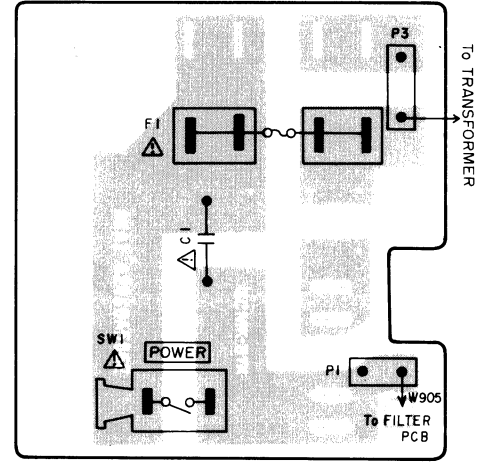 P3
To TRANSFORMER
F1
C1
SW1
POWER
P1
W905
To FILTER
PCB